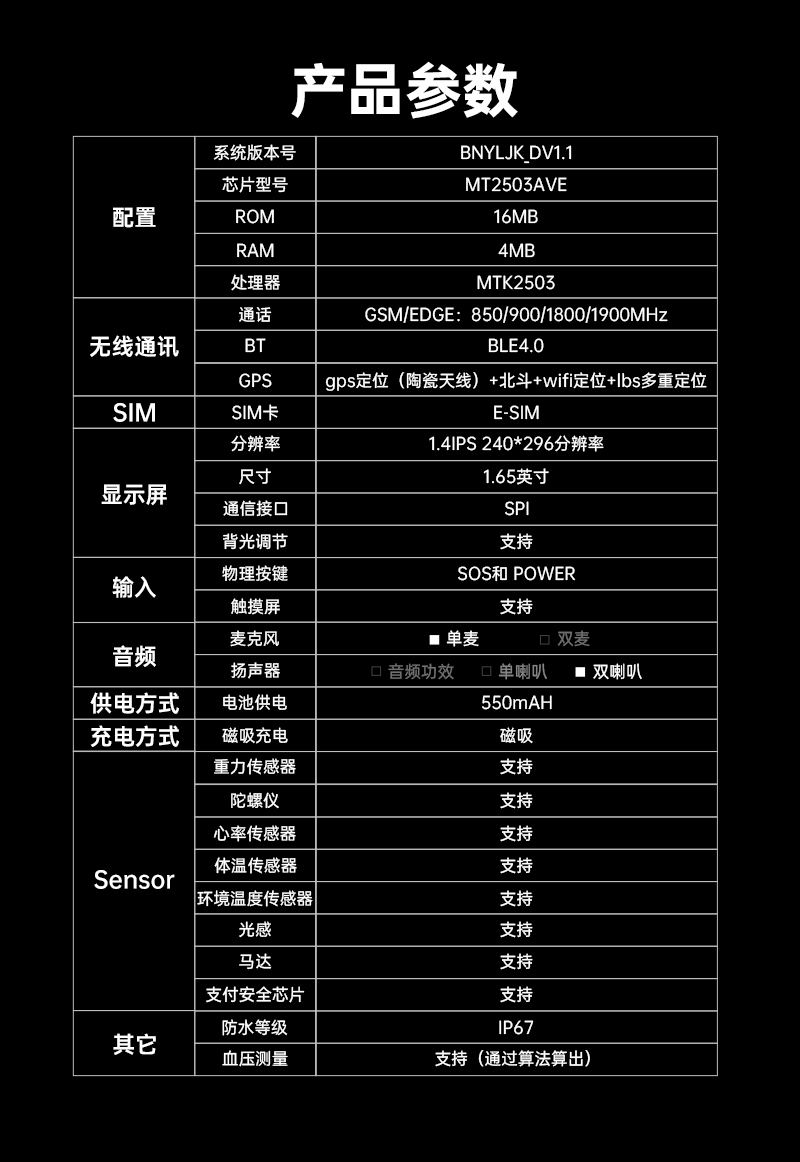 产品参数
配置
系统版本号 BNYLJK_DV1.1
芯片型号 MT2503AVE
ROM 16MB
RAM 4MB
处理器 MTK2503
无线通讯
通话 GSM/EDGE：850/900/1800/1900MHz
BT BLE4.0
GPS gps定位（陶瓷天线）+北斗+wifi定位+lbs多重定位
SIM SIM卡 E-SIM
显示屏
分辨率 1.4IPS 240*296分辨率
尺寸 1.65英寸
通信接口 SPI
背光调节 支持
输入
物理按键 SOS和 POWER
触摸屏 支持
音频
麦克风 ■ 单麦 □ 双麦
扬声器 □ 音频功效 □ 单喇叭 ■ 双喇叭
供电方式 电池供电 550mAH
充电方式 磁吸充电 磁吸
Sensor
重力传感器 支持
陀螺仪 支持
心率传感器 支持
体温传感器 支持
环境温度传感器 支持
光感 支持
马达 支持
支付安全芯片 支持
其它
防水等级 IP67
血压测量 支持（通过算法算出）